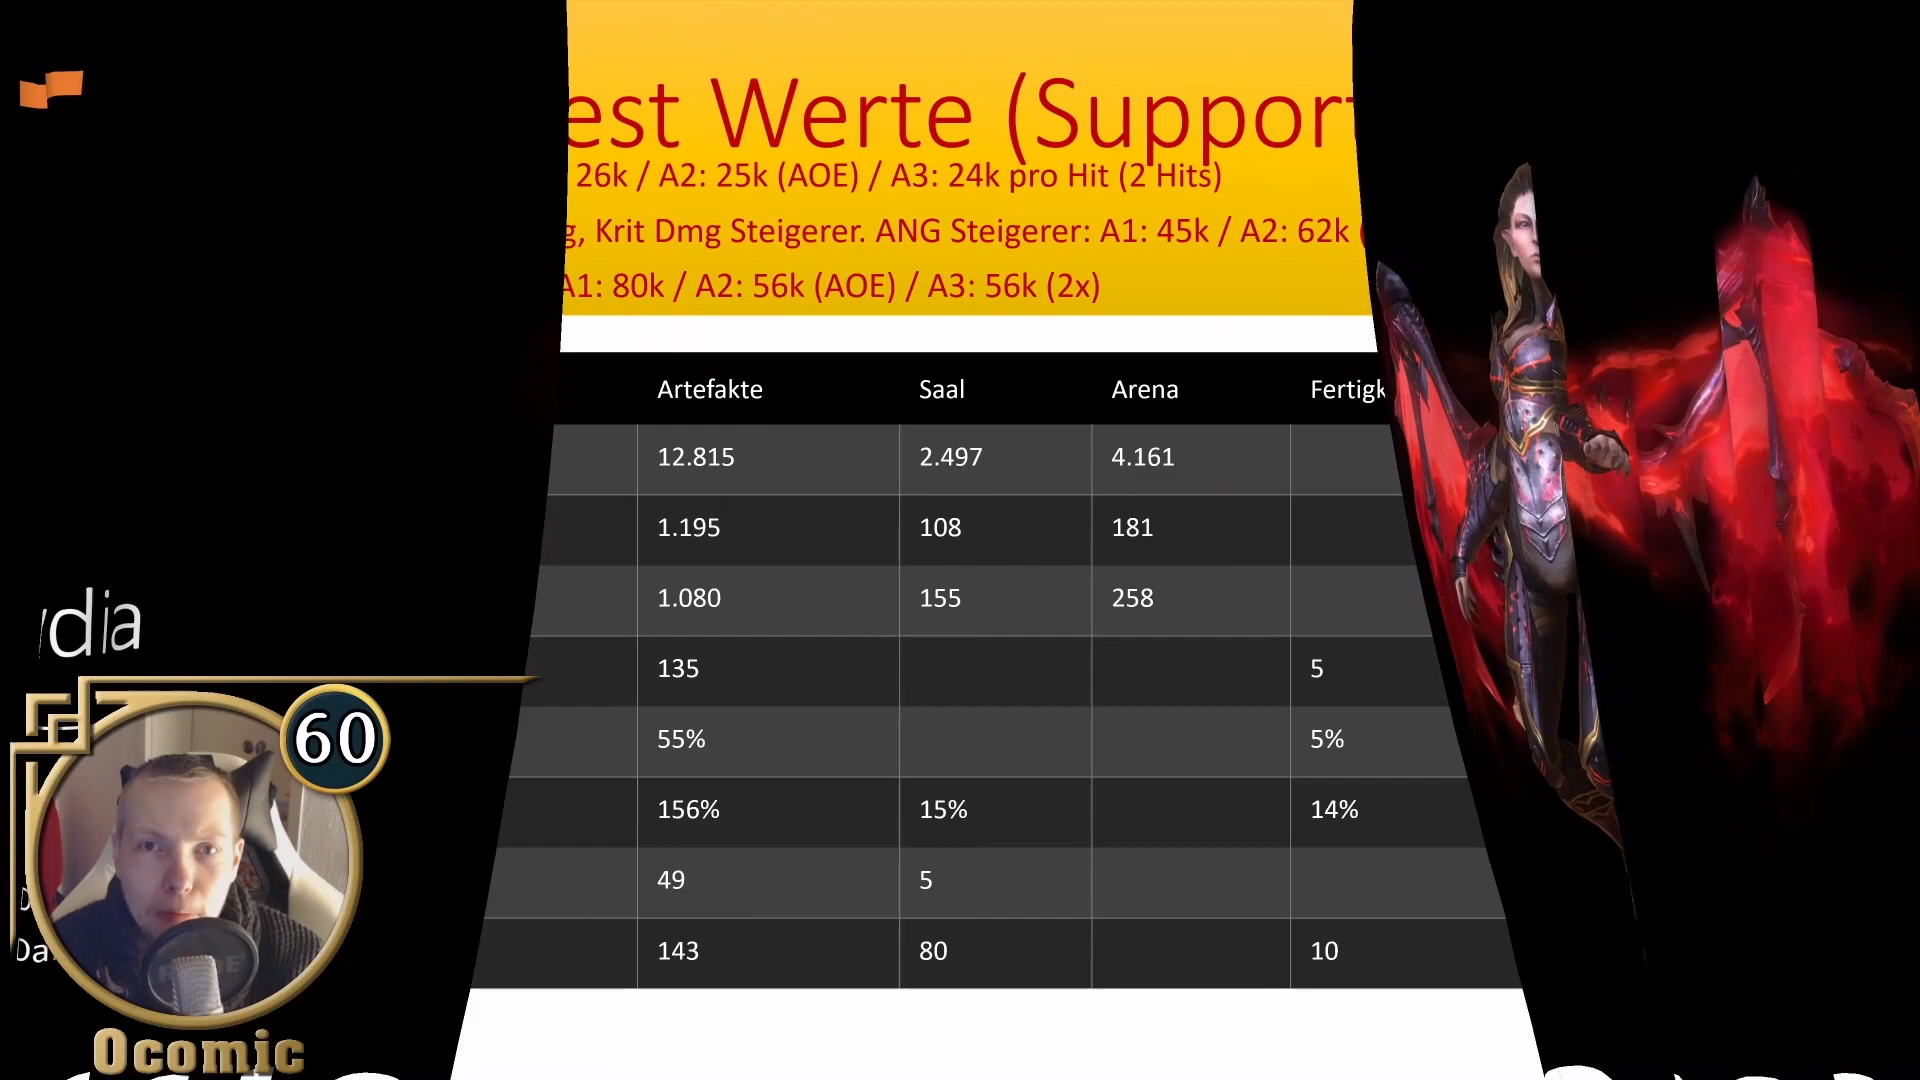 est Werte (Support
26k / A2: 25k (AOE) / A3: 24k pro Hit (2 Hits)
g, Krit Dmg Steigerer. ANG Steigerer: A1: 45k / A2: 62k (
A1: 80k / A2: 56k (AOE) / A3: 56k (2x)
Artefakte Saal Arena Fertigk
12.815 2.497 4.161
1.195 108 181
1.080 155 258
135 5
55% 5%
156% 15% 14%
49 5
143 80 10
ydia
60
Da
Ocomic